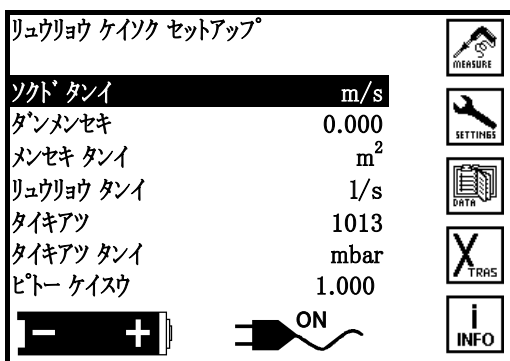 リュウリョウ ケイソク セットアップ
MEASURE
ソクド タンイ m/s
SETTINGS
ダンメンセキ 0.000
メンセキ タンイ m²
DATA
リュウリョウ タンイ l/s
タイキアツ 1013
XTRAS
タイキアツ タンイ mbar
ピトー ケイスウ 1.000
− + ON
i
INFO